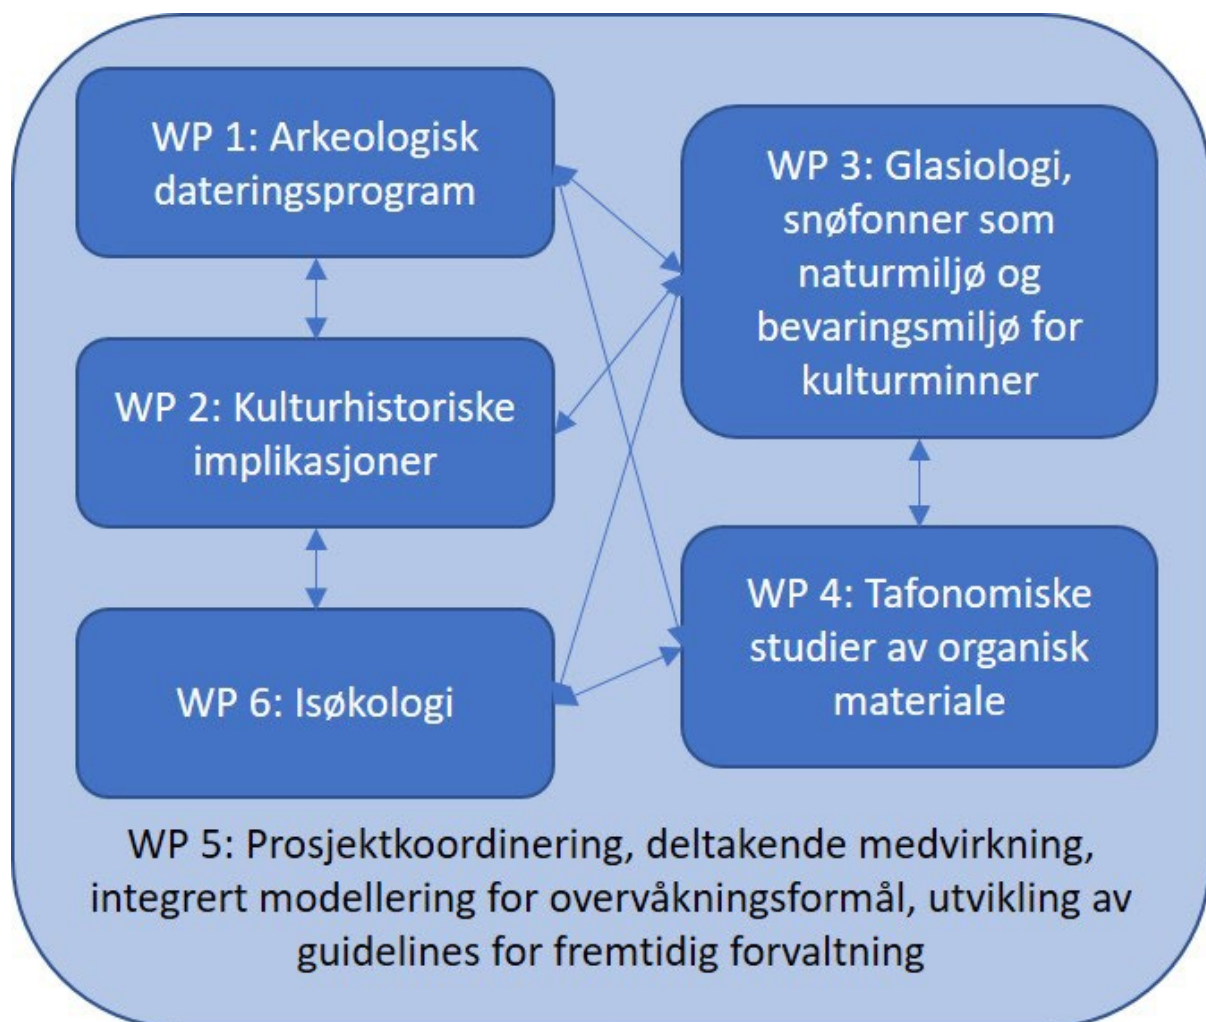 WP 1: Arkeologisk
dateringsprogram
WP 2: Kulturhistoriske
implikasjoner
WP 6: Isøkologi
WP 3: Glasiologi,
snøfonner som
naturmiljø og
bevaringsmiljø for
kulturminner
WP 4: Tafonomiske
studier av organisk
materiale
WP 5: Prosjektkoordinering, deltakende medvirkning,
integrert modellering for overvåkningsformål, utvikling av
guidelines for fremtidig forvaltning